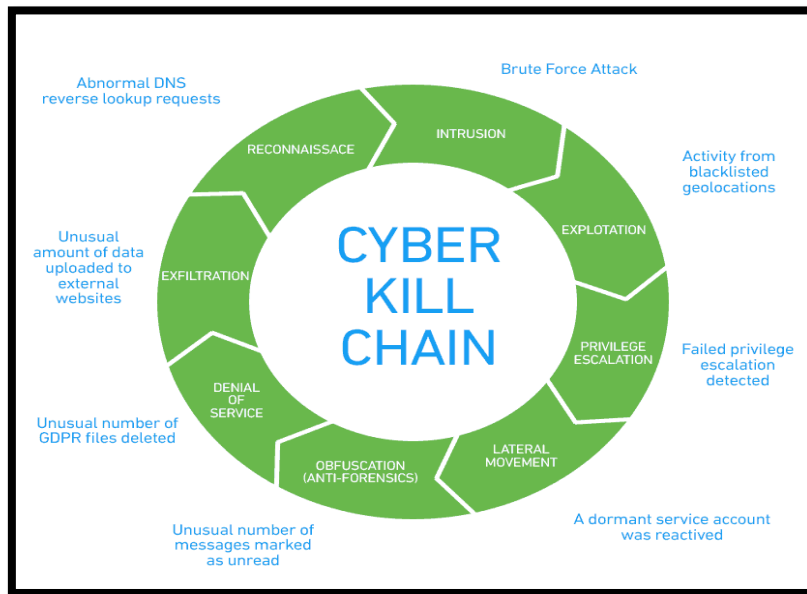 Brute Force Attack
Abnormal DNS
reverse lookup requests
INTRUSION
RECONNAISSACE
Activity from
blacklisted
geolocations
EXPLOTATION
CYBER
KILL
CHAIN
Unusual
amount of data
uploaded to
external
websites
EXFILTRATION
PRIVILEGE
ESCALATION
Failed privilege
escalation
detected
DENIAL
OF
SERVICE
Unusual number of
GDPR files deleted
LATERAL
MOVEMENT
OBFUSCATION
(ANTI-FORENSICS)
A dormant service account
was reactived
Unusual number of
messages marked
as unread